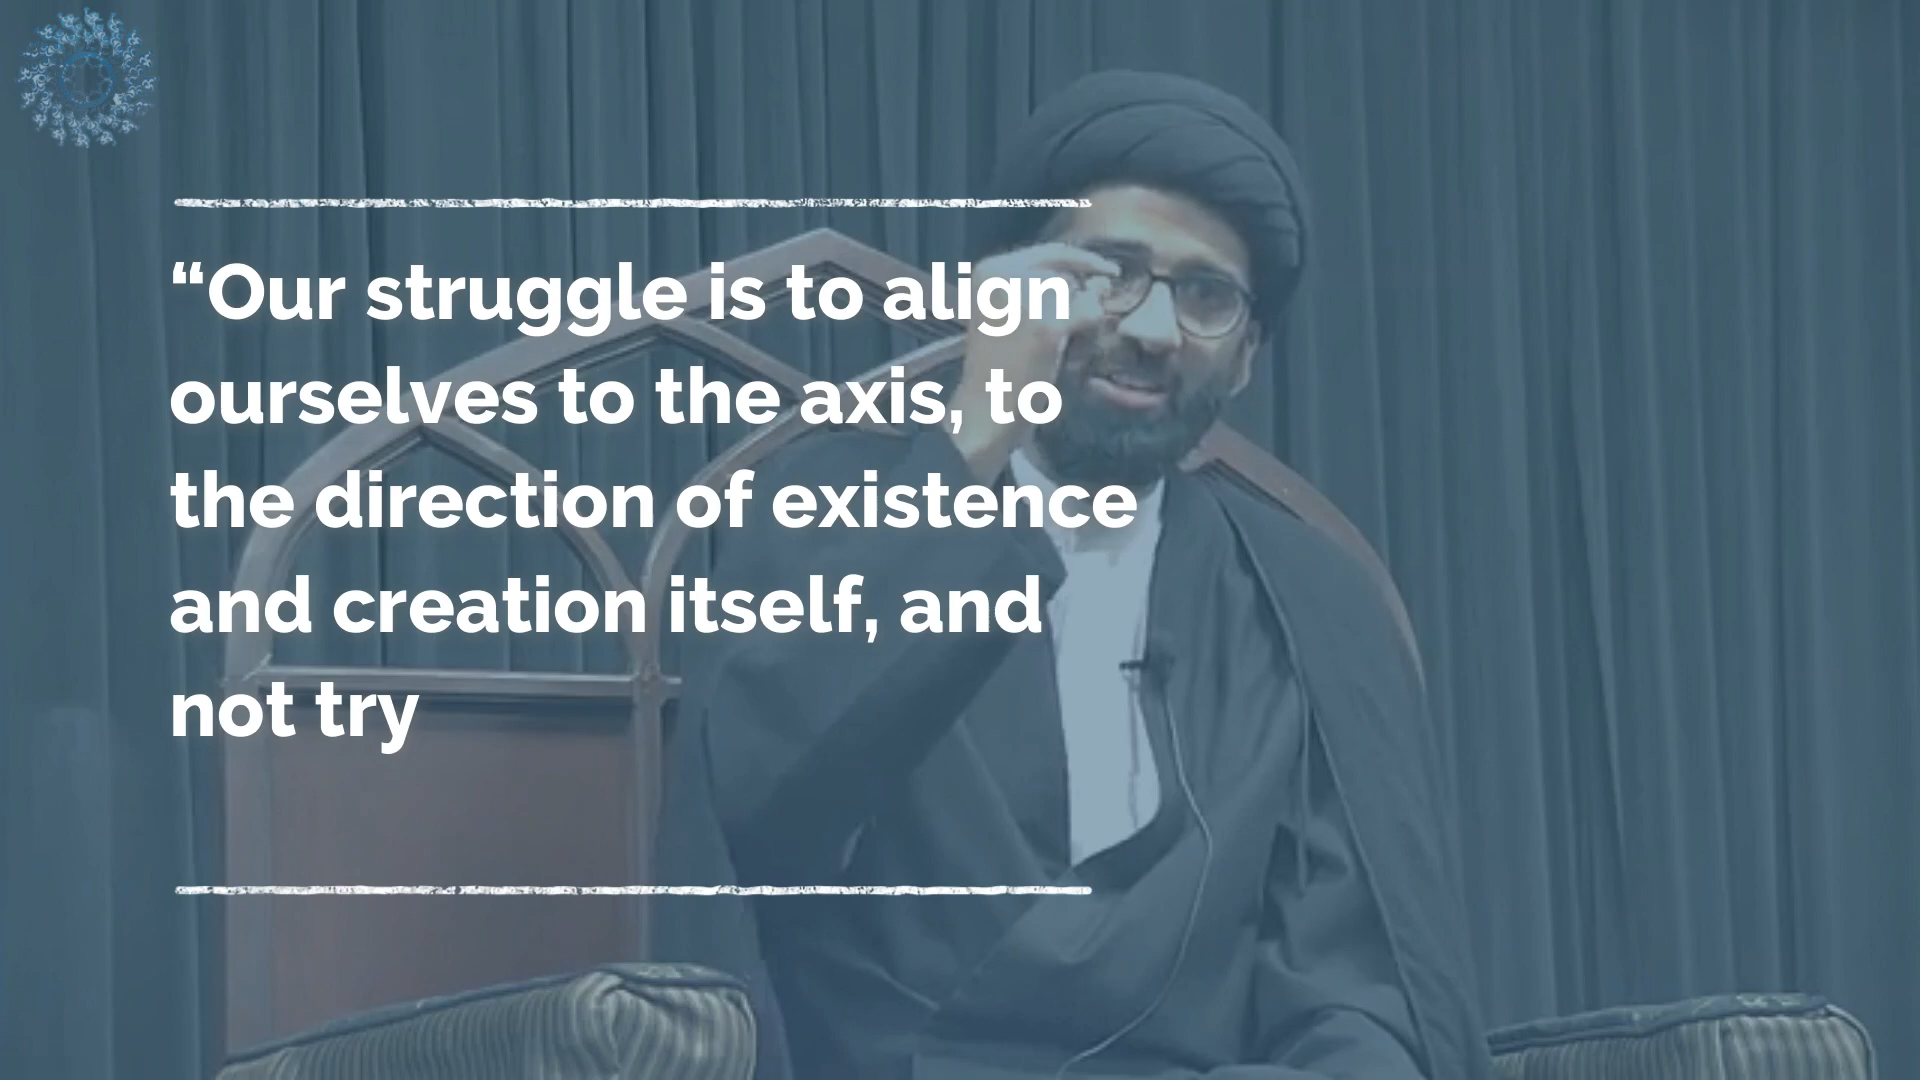 “Our struggle is to align
ourselves to the axis, to
the direction of existence
and creation itself, and
not try